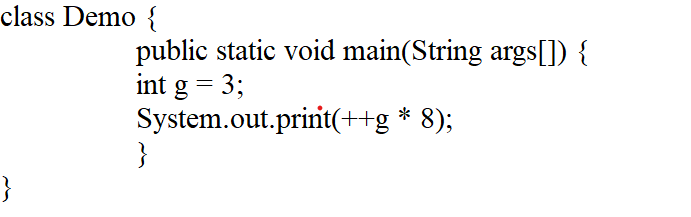 class Demo {
public static void main(String args[]) {
int g = 3;
System.out.print(++g * 8);
}
}